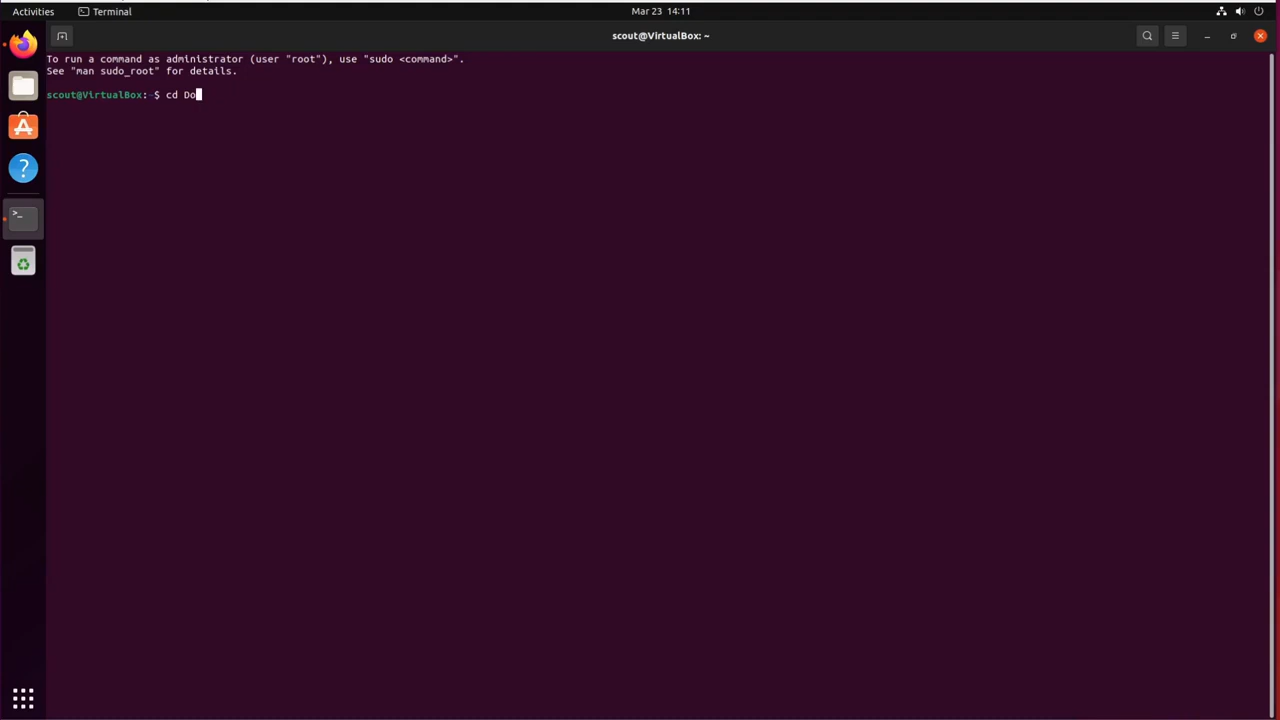 Activities Terminal Mar 23 14:11
scout@VirtualBox: ~
To run a command as administrator (user "root"), use "sudo <command>".
See "man sudo_root" for details.
scout@VirtualBox:~$ cd Do